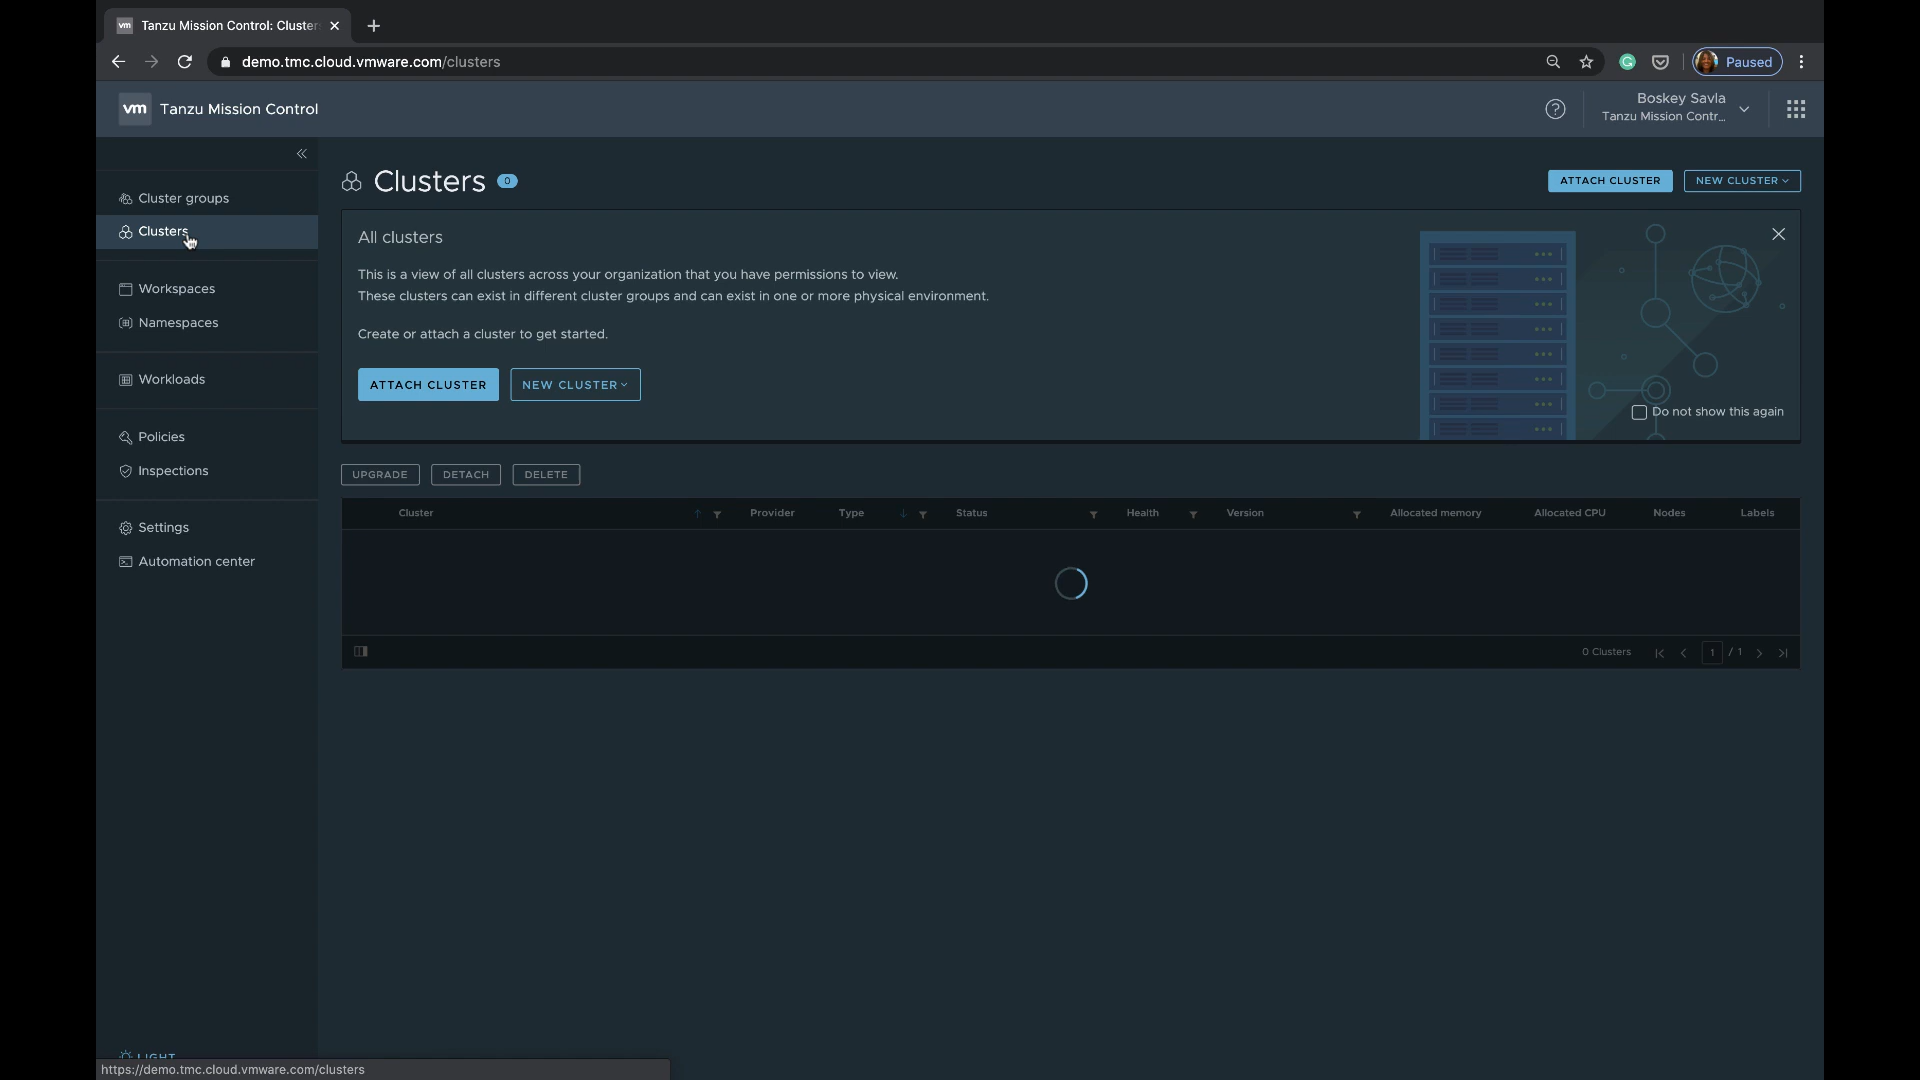 vm Tanzu Mission Control: Cluster
demo.tmc.cloud.vmware.com/clusters
Paused
vm Tanzu Mission Control
Boskey Savla
Tanzu Mission Contr...
Cluster groups
Clusters
Workspaces
Namespaces
Workloads
Policies
Inspections
Settings
Automation center
LIGHT
Clusters 0
ATTACH CLUSTER
NEW CLUSTER
All clusters
This is a view of all clusters across your organization that you have permissions to view.
These clusters can exist in different cluster groups and can exist in one or more physical environment.
Create or attach a cluster to get started.
ATTACH CLUSTER
NEW CLUSTER
Do not show this again
UPGRADE DETACH DELETE
Cluster Provider Type Status Health Version Allocated memory Allocated CPU Nodes Labels
0 Clusters 1 / 1
https://demo.tmc.cloud.vmware.com/clusters